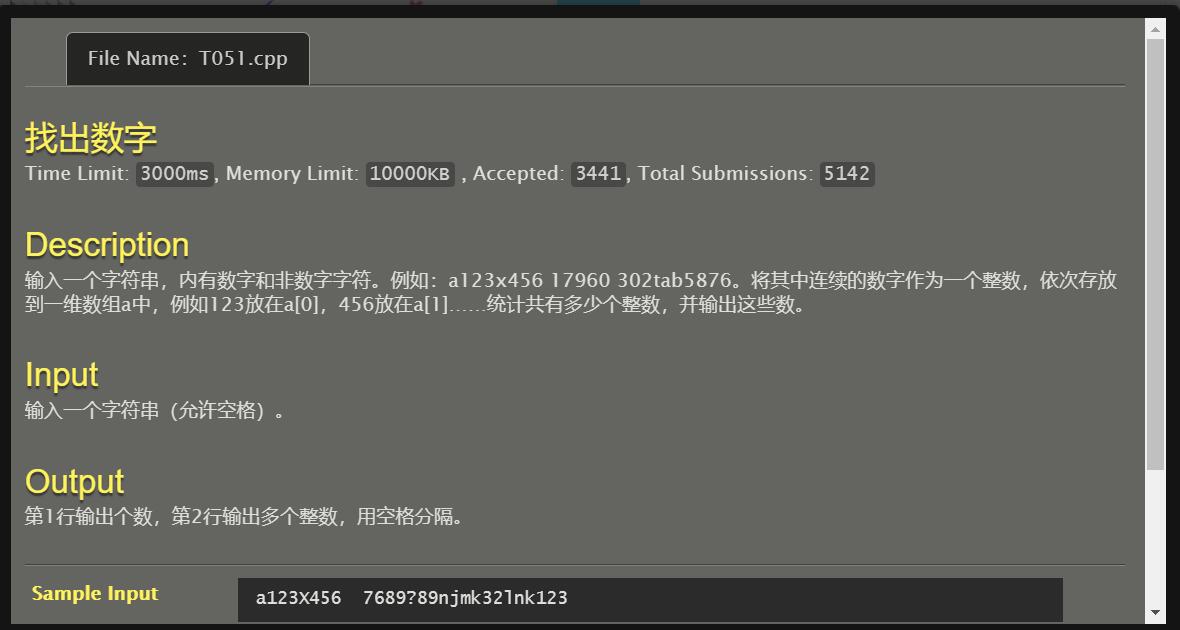 File Name: T051.cpp
找出数字
Time Limit: 3000ms, Memory Limit: 10000KB , Accepted: 3441, Total Submissions: 5142
Description
输入一个字符串，内有数字和非数字字符。例如：a123x456 17960 302tab5876。将其中连续的数字作为一个整数，依次存放
到一维数组a中，例如123放在a[0]，456放在a[1]……统计共有多少个整数，并输出这些数。
Input
输入一个字符串（允许空格）。
Output
第1行输出个数，第2行输出多个整数，用空格分隔。
Sample Input
a123X456  7689?89njmk32lnk123